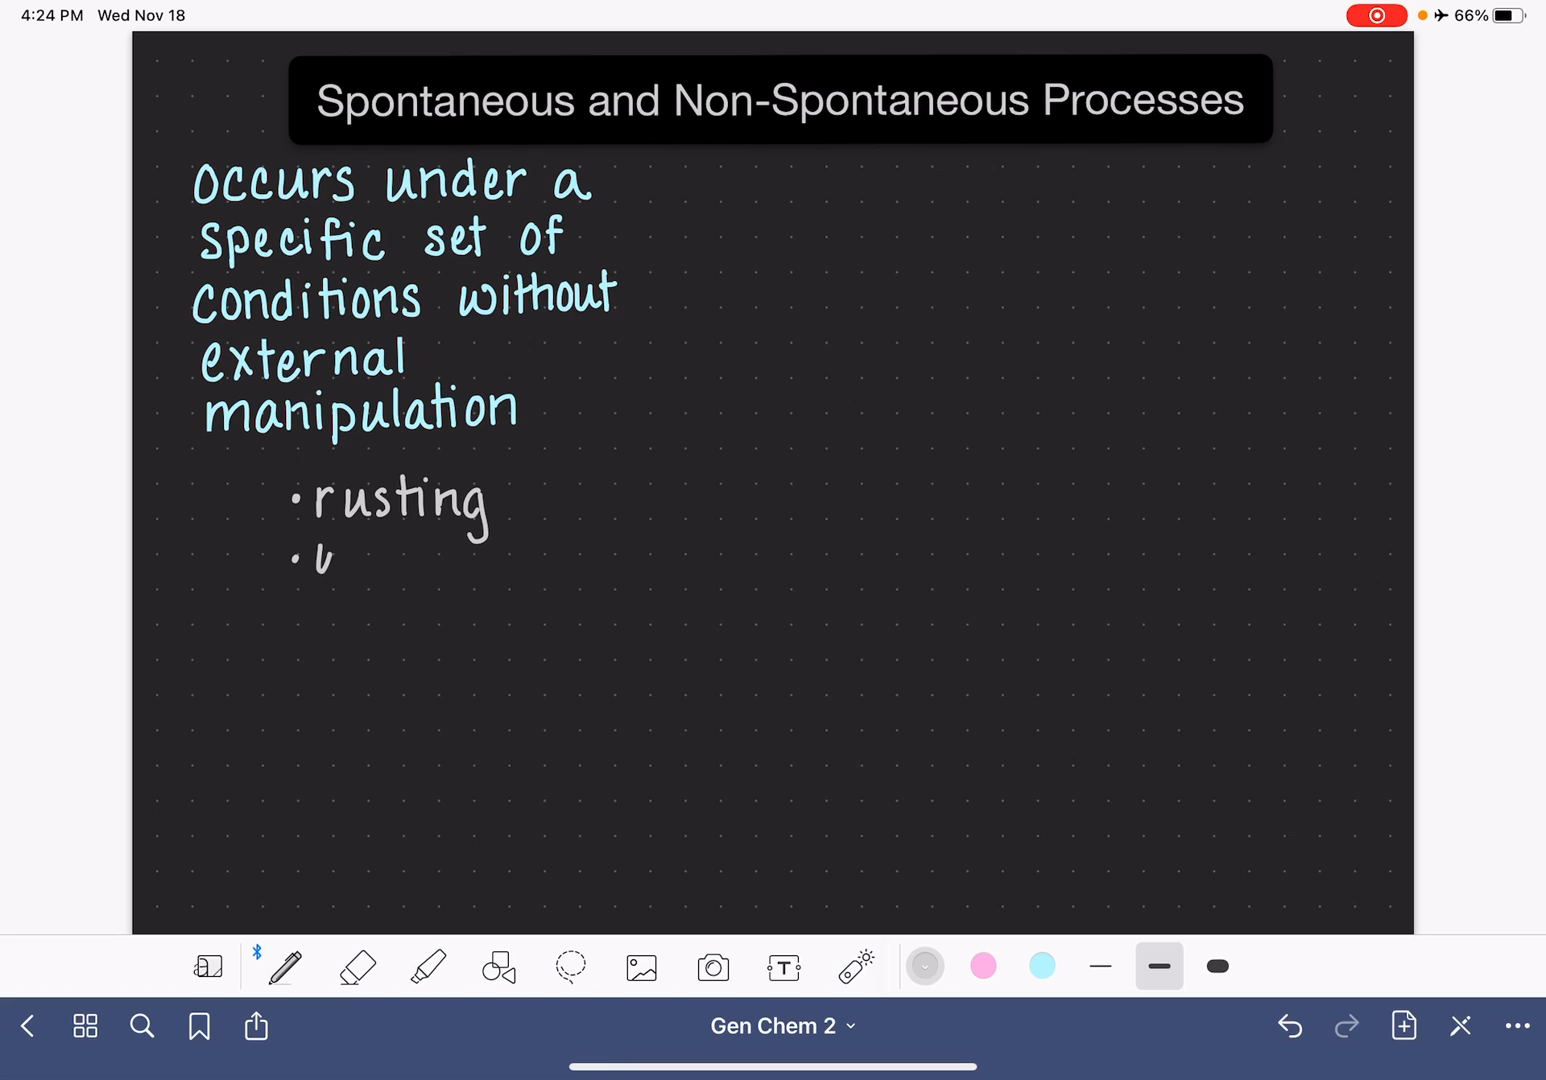 4:24 PM Wed Nov 18
66%
Spontaneous and Non-Spontaneous Processes
occurs under a
specific set of
conditions without
external
manipulation
• rusting
•
Gen Chem 2